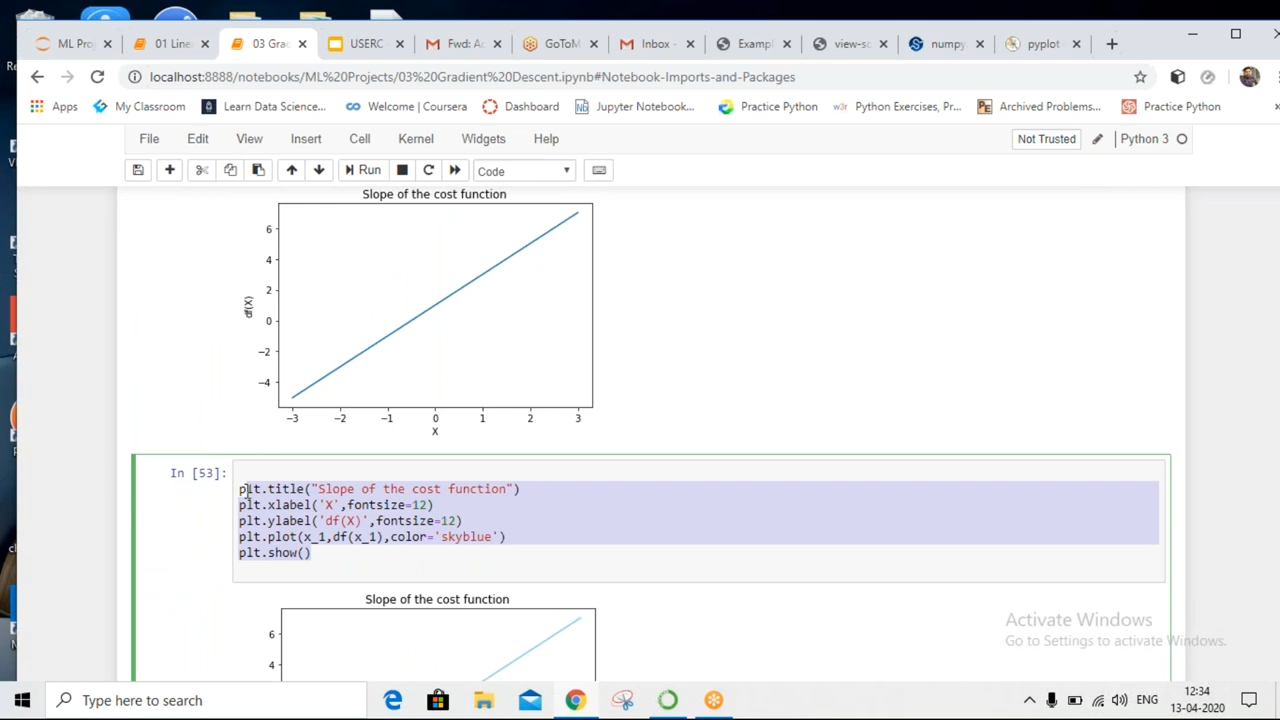 ML Pro
01 Line
03 Grad
USERC
Fwd: Ac
GoToM
Inbox -
Exampl
view-sc
numpy
pyplot
localhost:8888/notebooks/ML%20Projects/03%20Gradient%20Descent.ipynb#Notebook-Imports-and-Packages
Apps
My Classroom
Learn Data Science...
Welcome | Coursera
Dashboard
Jupyter Notebook...
Practice Python
w3r Python Exercises, Pr...
PE Archived Problems...
Practice Python
File Edit View Insert Cell Kernel Widgets Help
Not Trusted
Python 3
Run
Code
Slope of the cost function
6
4
2
0
−2
−4
df(X)
−3 −2 −1 0 1 2 3
X
In [53]:
plt.title("Slope of the cost function")
plt.xlabel('X',fontsize=12)
plt.ylabel('df(X)',fontsize=12)
plt.plot(x_1,df(x_1),color='skyblue')
plt.show()
Slope of the cost function
6
4
Activate Windows
Go to Settings to activate Windows.
Type here to search
ENG
12:34
13-04-2020